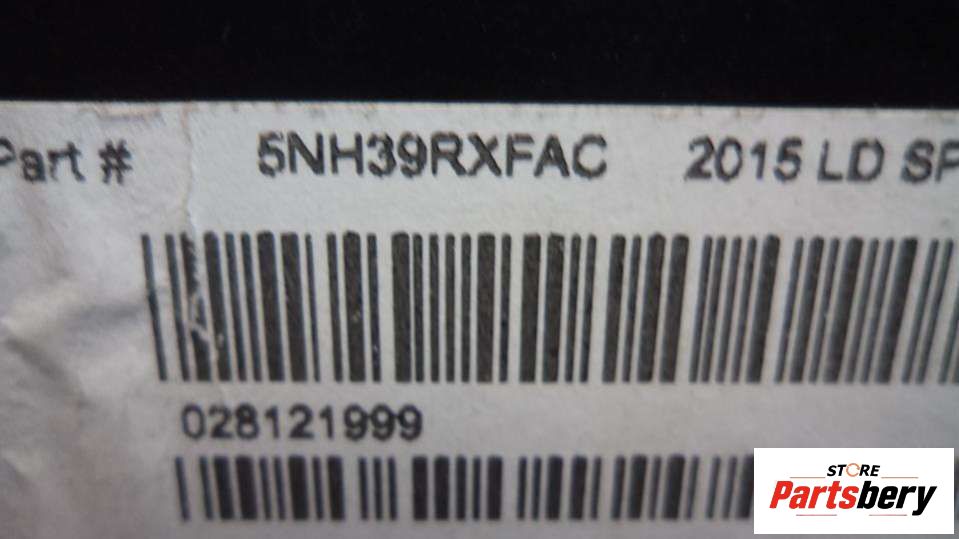 Part # 5NH39RXFAC 2015 LD SP
028121999
STORE
Partsbery